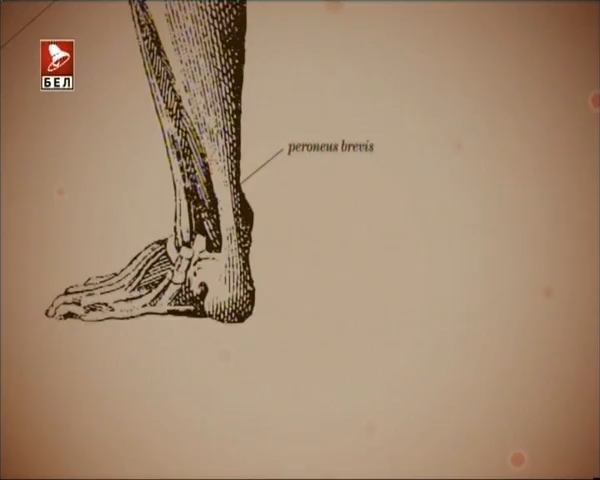 БЕЛ
peroneus brevis